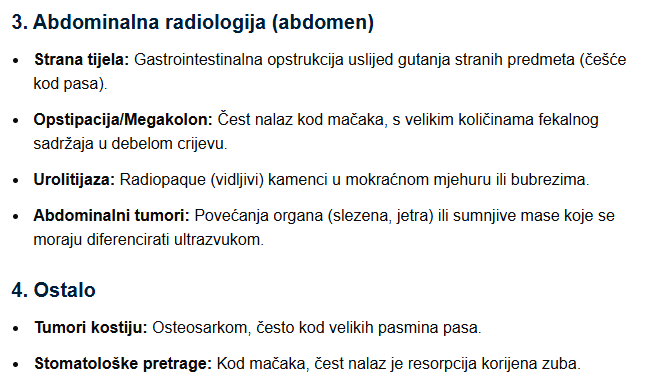 3. Abdominalna radiologija (abdomen)
• Strana tijela: Gastrointestinalna opstrukcija uslijed gutanja stranih predmeta (češće
kod pasa).
• Opstipacija/Megakolon: Čest nalaz kod mačaka, s velikim količinama fekalnog
sadržaja u debelom crijevu.
• Urolitijaza: Radiopaque (vidljivi) kamenci u mokraćnom mjehuru ili bubrezima.
• Abdominalni tumori: Povećanja organa (slezena, jetra) ili sumnjive mase koje se
moraju diferencirati ultrazvukom.
4. Ostalo
• Tumori kostiju: Osteosarkom, često kod velikih pasmina pasa.
• Stomatološke pretrage: Kod mačaka, čest nalaz je resorpcija korijena zuba.